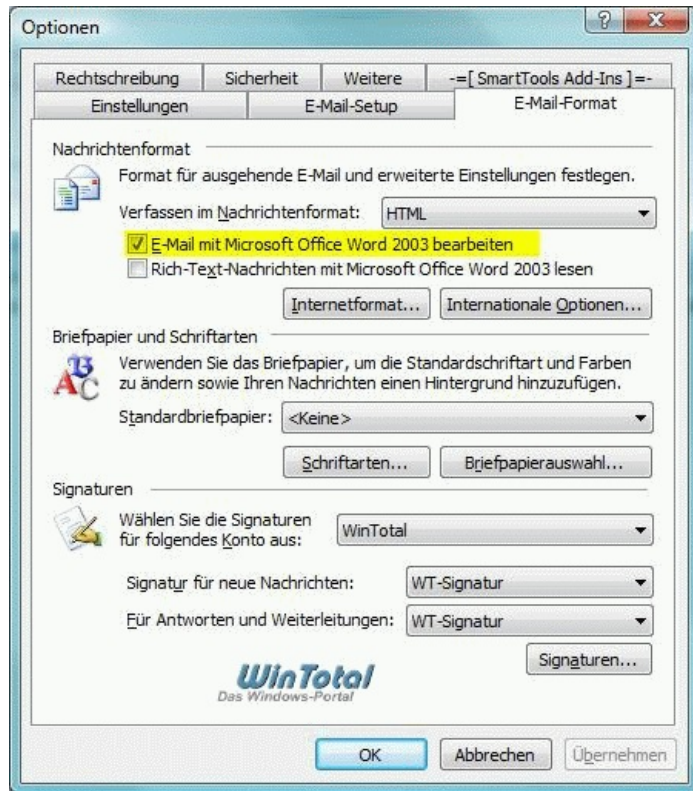 Optionen
Rechtschreibung
Sicherheit
Weitere
-=[ SmartTools Add-Ins ]=-
Einstellungen
E-Mail-Setup
E-Mail-Format
Nachrichtenformat
Format für ausgehende E-Mail und erweiterte Einstellungen festlegen.
Verfassen im Nachrichtenformat: HTML
E-Mail mit Microsoft Office Word 2003 bearbeiten
Rich-Text-Nachrichten mit Microsoft Office Word 2003 lesen
Internetformat...
Internationale Optionen...
Briefpapier und Schriftarten
Verwenden Sie das Briefpapier, um die Standardschriftart und Farben
zu ändern sowie Ihren Nachrichten einen Hintergrund hinzuzufügen.
Standardbriefpapier: <Keine>
Schriftarten...
Briefpapierauswahl...
Signaturen
Wählen Sie die Signaturen
für folgendes Konto aus:
WinTotal
Signatur für neue Nachrichten: WT-Signatur
Für Antworten und Weiterleitungen: WT-Signatur
Signaturen...
WinTotal
Das Windows-Portal
OK
Abbrechen
Übernehmen